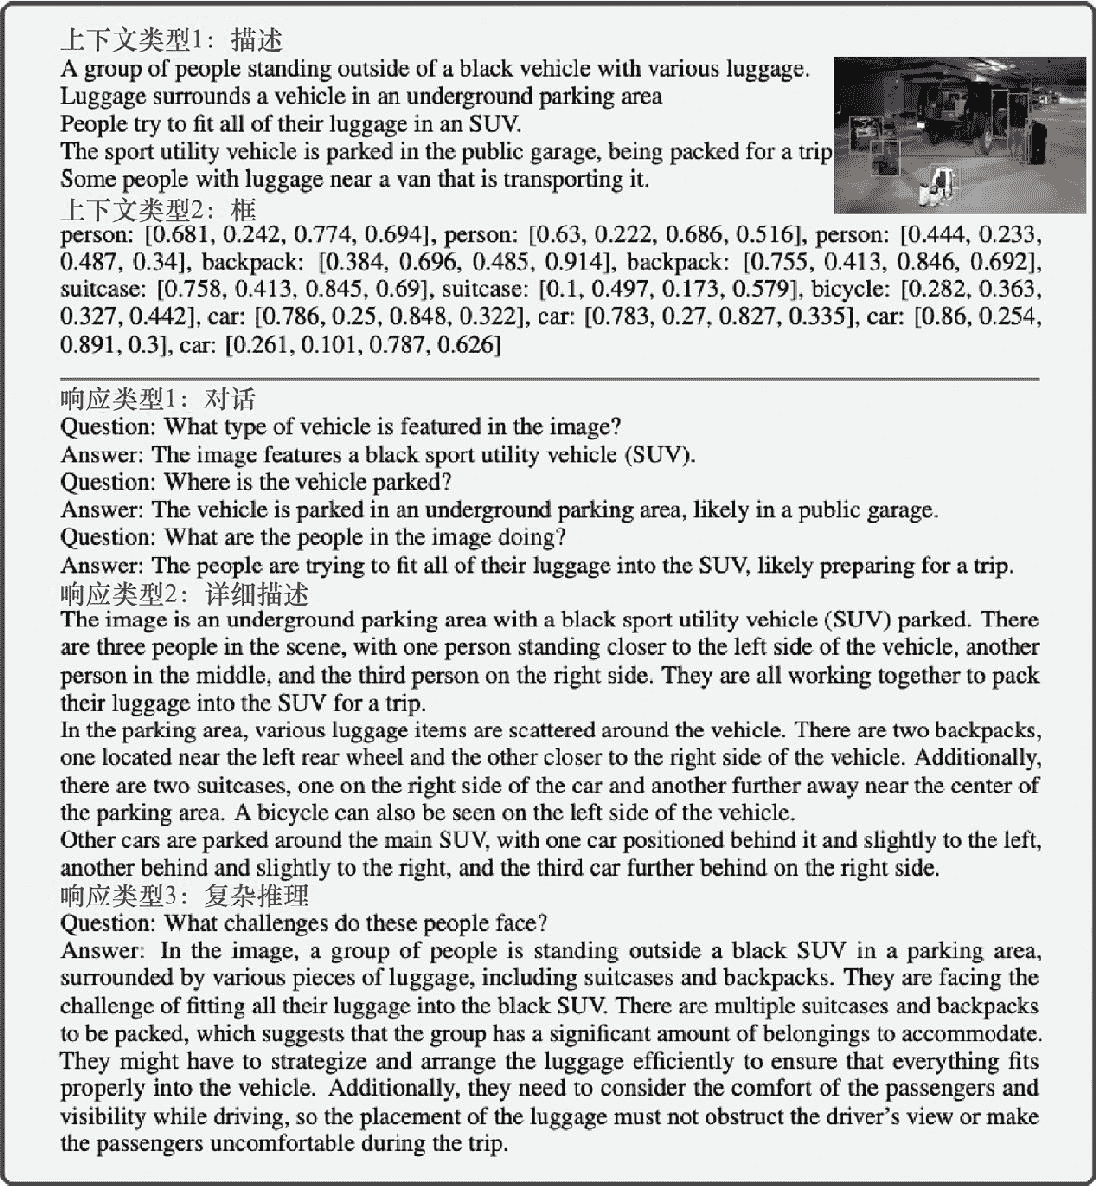 上下文类型1：描述
A group of people standing outside of a black vehicle with various luggage.
Luggage surrounds a vehicle in an underground parking area
People try to fit all of their luggage in an SUV.
The sport utility vehicle is parked in the public garage, being packed for a trip
Some people with luggage near a van that is transporting it.
上下文类型2：框
person: [0.681, 0.242, 0.774, 0.694], person: [0.63, 0.222, 0.686, 0.516], person: [0.444, 0.233,
0.487, 0.34], backpack: [0.384, 0.696, 0.485, 0.914], backpack: [0.755, 0.413, 0.846, 0.692],
suitcase: [0.758, 0.413, 0.845, 0.69], suitcase: [0.1, 0.497, 0.173, 0.579], bicycle: [0.282, 0.363,
0.327, 0.442], car: [0.786, 0.25, 0.848, 0.322], car: [0.783, 0.27, 0.827, 0.335], car: [0.86, 0.254,
0.891, 0.3], car: [0.261, 0.101, 0.787, 0.626]
响应类型1：对话
Question: What type of vehicle is featured in the image?
Answer: The image features a black sport utility vehicle (SUV).
Question: Where is the vehicle parked?
Answer: The vehicle is parked in an underground parking area, likely in a public garage.
Question: What are the people in the image doing?
Answer: The people are trying to fit all of their luggage into the SUV, likely preparing for a trip.
响应类型2：详细描述
The image is an underground parking area with a black sport utility vehicle (SUV) parked. There
are three people in the scene, with one person standing closer to the left side of the vehicle, another
person in the middle, and the third person on the right side. They are all working together to pack
their luggage into the SUV for a trip.
In the parking area, various luggage items are scattered around the vehicle. There are two backpacks,
one located near the left rear wheel and the other closer to the right side of the vehicle. Additionally,
there are two suitcases, one on the right side of the car and another further away near the center of
the parking area. A bicycle can also be seen on the left side of the vehicle.
Other cars are parked around the main SUV, with one car positioned behind it and slightly to the left,
another behind and slightly to the right, and the third car further behind on the right side.
响应类型3：复杂推理
Question: What challenges do these people face?
Answer: In the image, a group of people is standing outside a black SUV in a parking area,
surrounded by various pieces of luggage, including suitcases and backpacks. They are facing the
challenge of fitting all their luggage into the black SUV. There are multiple suitcases and backpacks
to be packed, which suggests that the group has a significant amount of belongings to accommodate.
They might have to strategize and arrange the luggage efficiently to ensure that everything fits
properly into the vehicle. Additionally, they need to consider the comfort of the passengers and
visibility while driving, so the placement of the luggage must not obstruct the driver's view or make
the passengers uncomfortable during the trip.